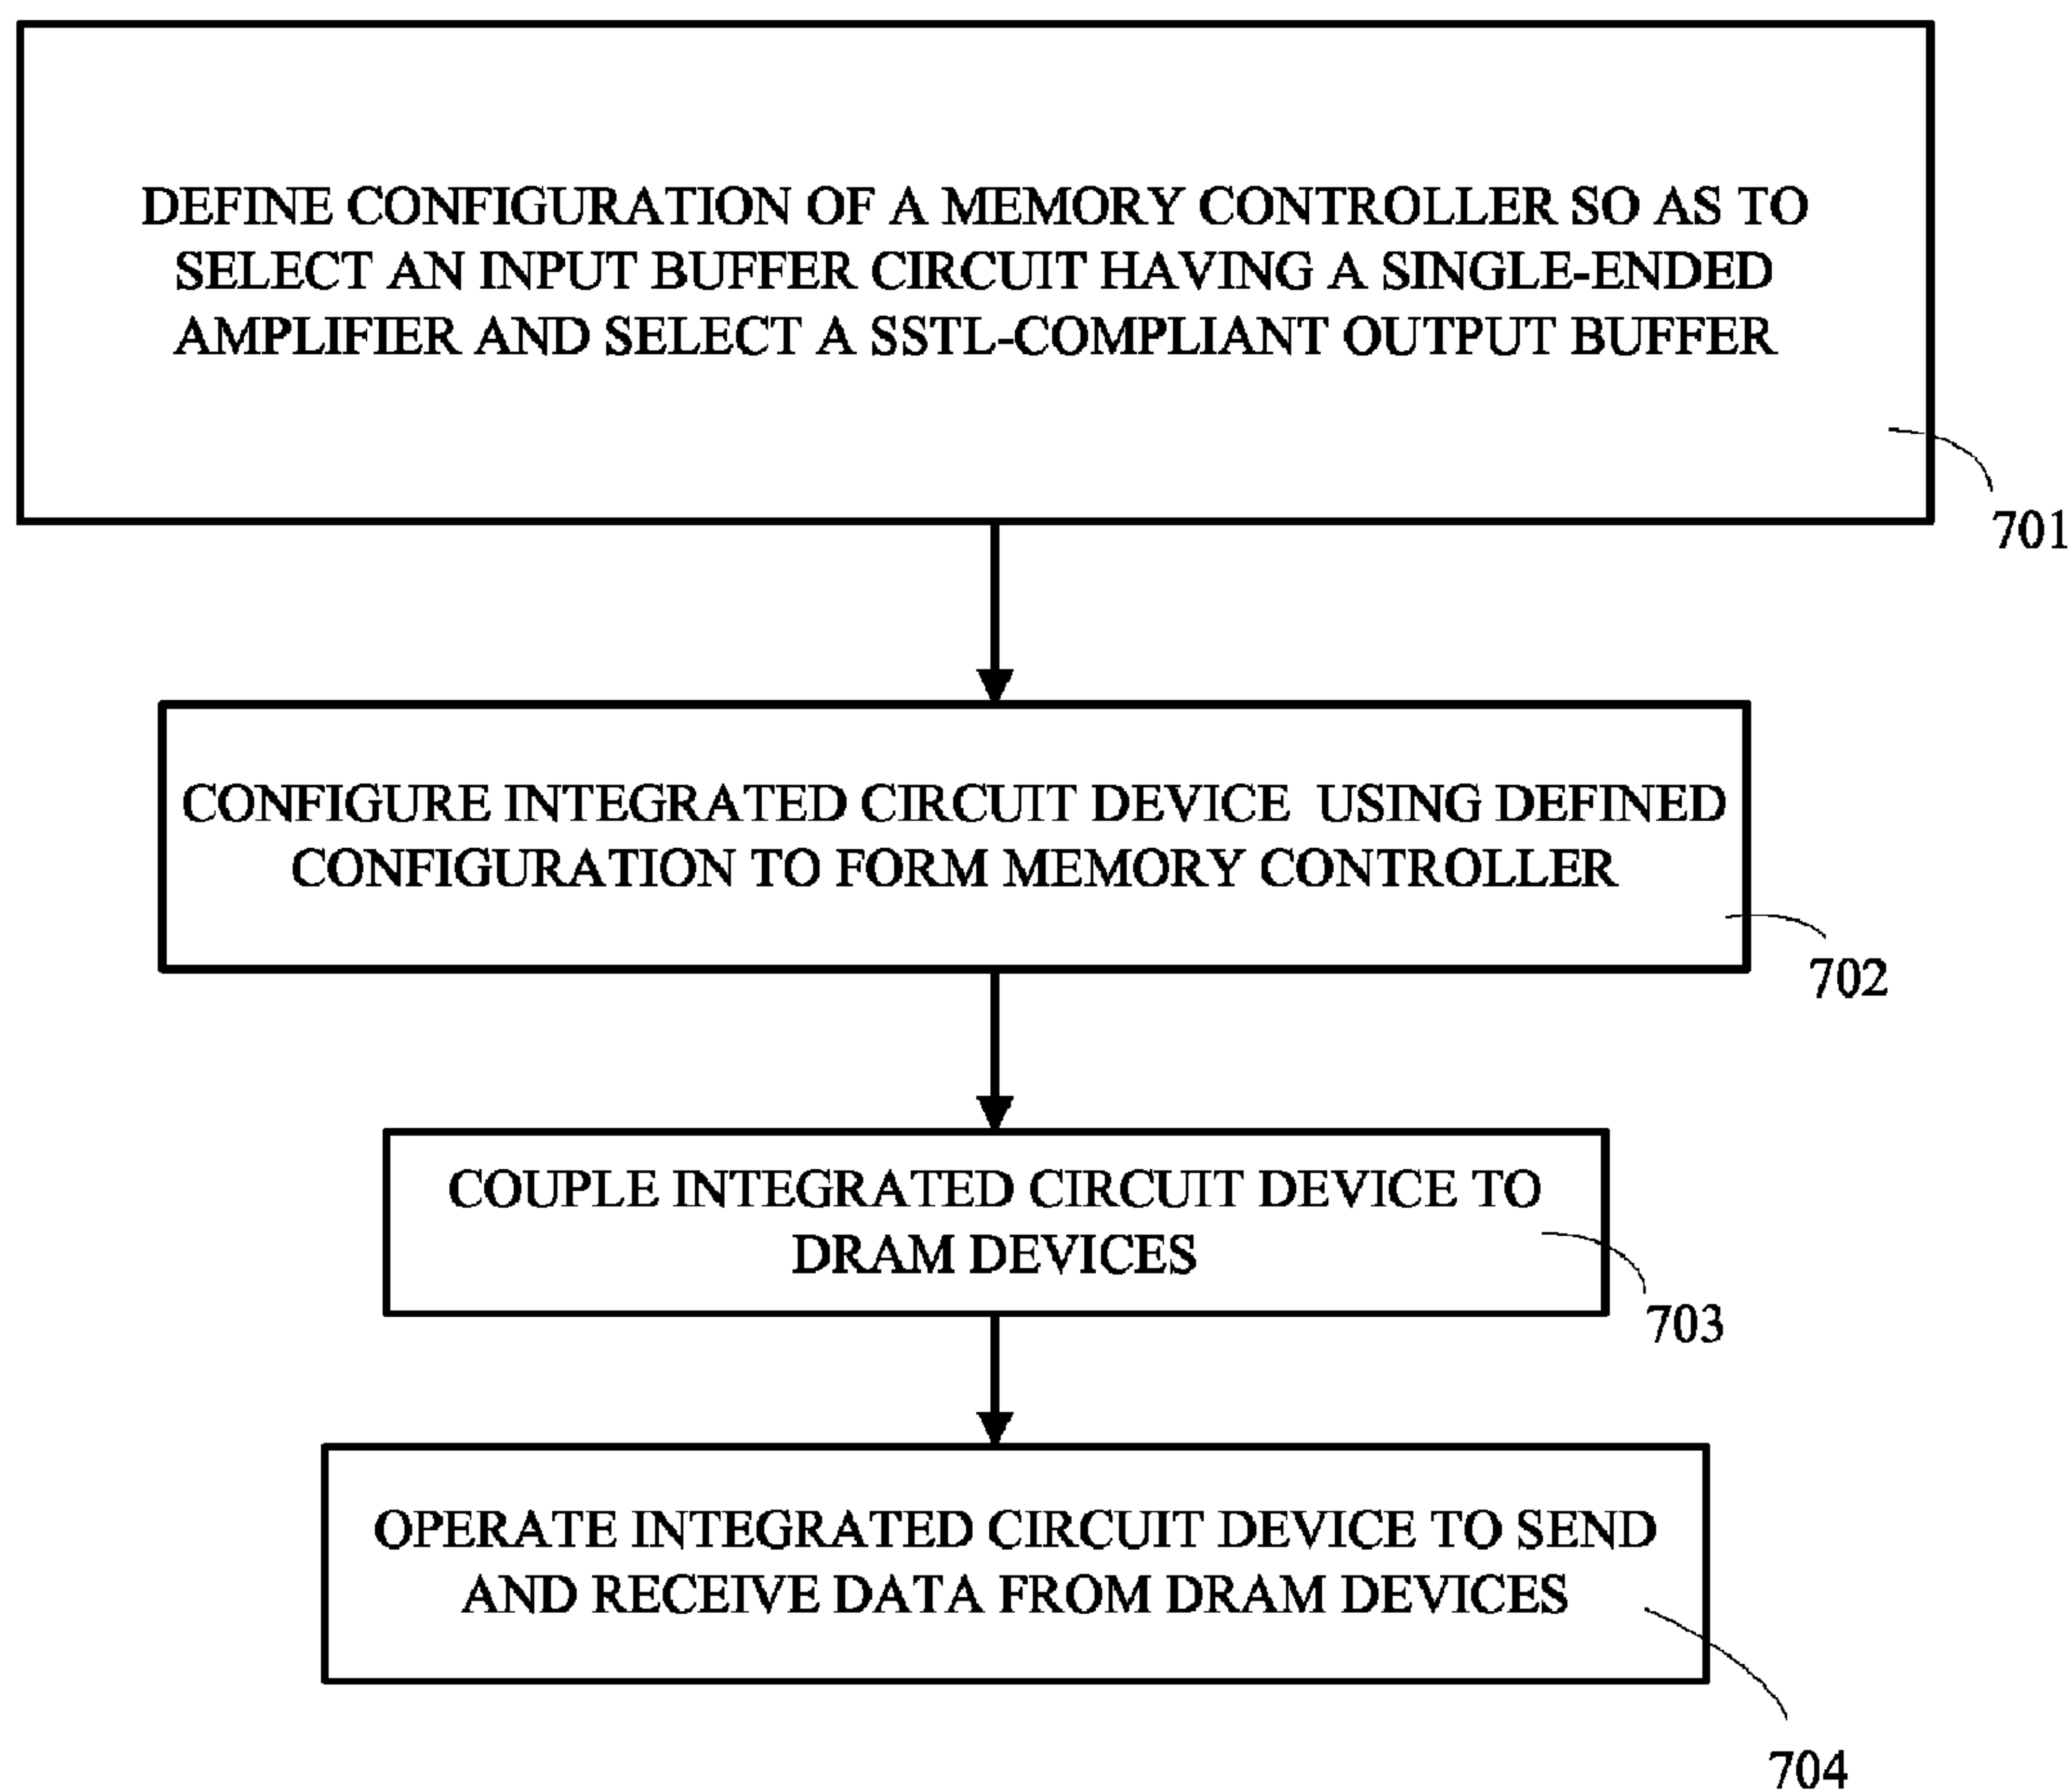 DEFINE CONFIGURATION OF A MEMORY CONTROLLER SO AS TO
SELECT AN INPUT BUFFER CIRCUIT HAVING A SINGLE-ENDED
AMPLIFIER AND SELECT A SSTL-COMPLIANT OUTPUT BUFFER
701
CONFIGURE INTEGRATED CIRCUIT DEVICE USING DEFINED
CONFIGURATION TO FORM MEMORY CONTROLLER
702
COUPLE INTEGRATED CIRCUIT DEVICE TO
DRAM DEVICES
703
OPERATE INTEGRATED CIRCUIT DEVICE TO SEND
AND RECEIVE DATA FROM DRAM DEVICES
704